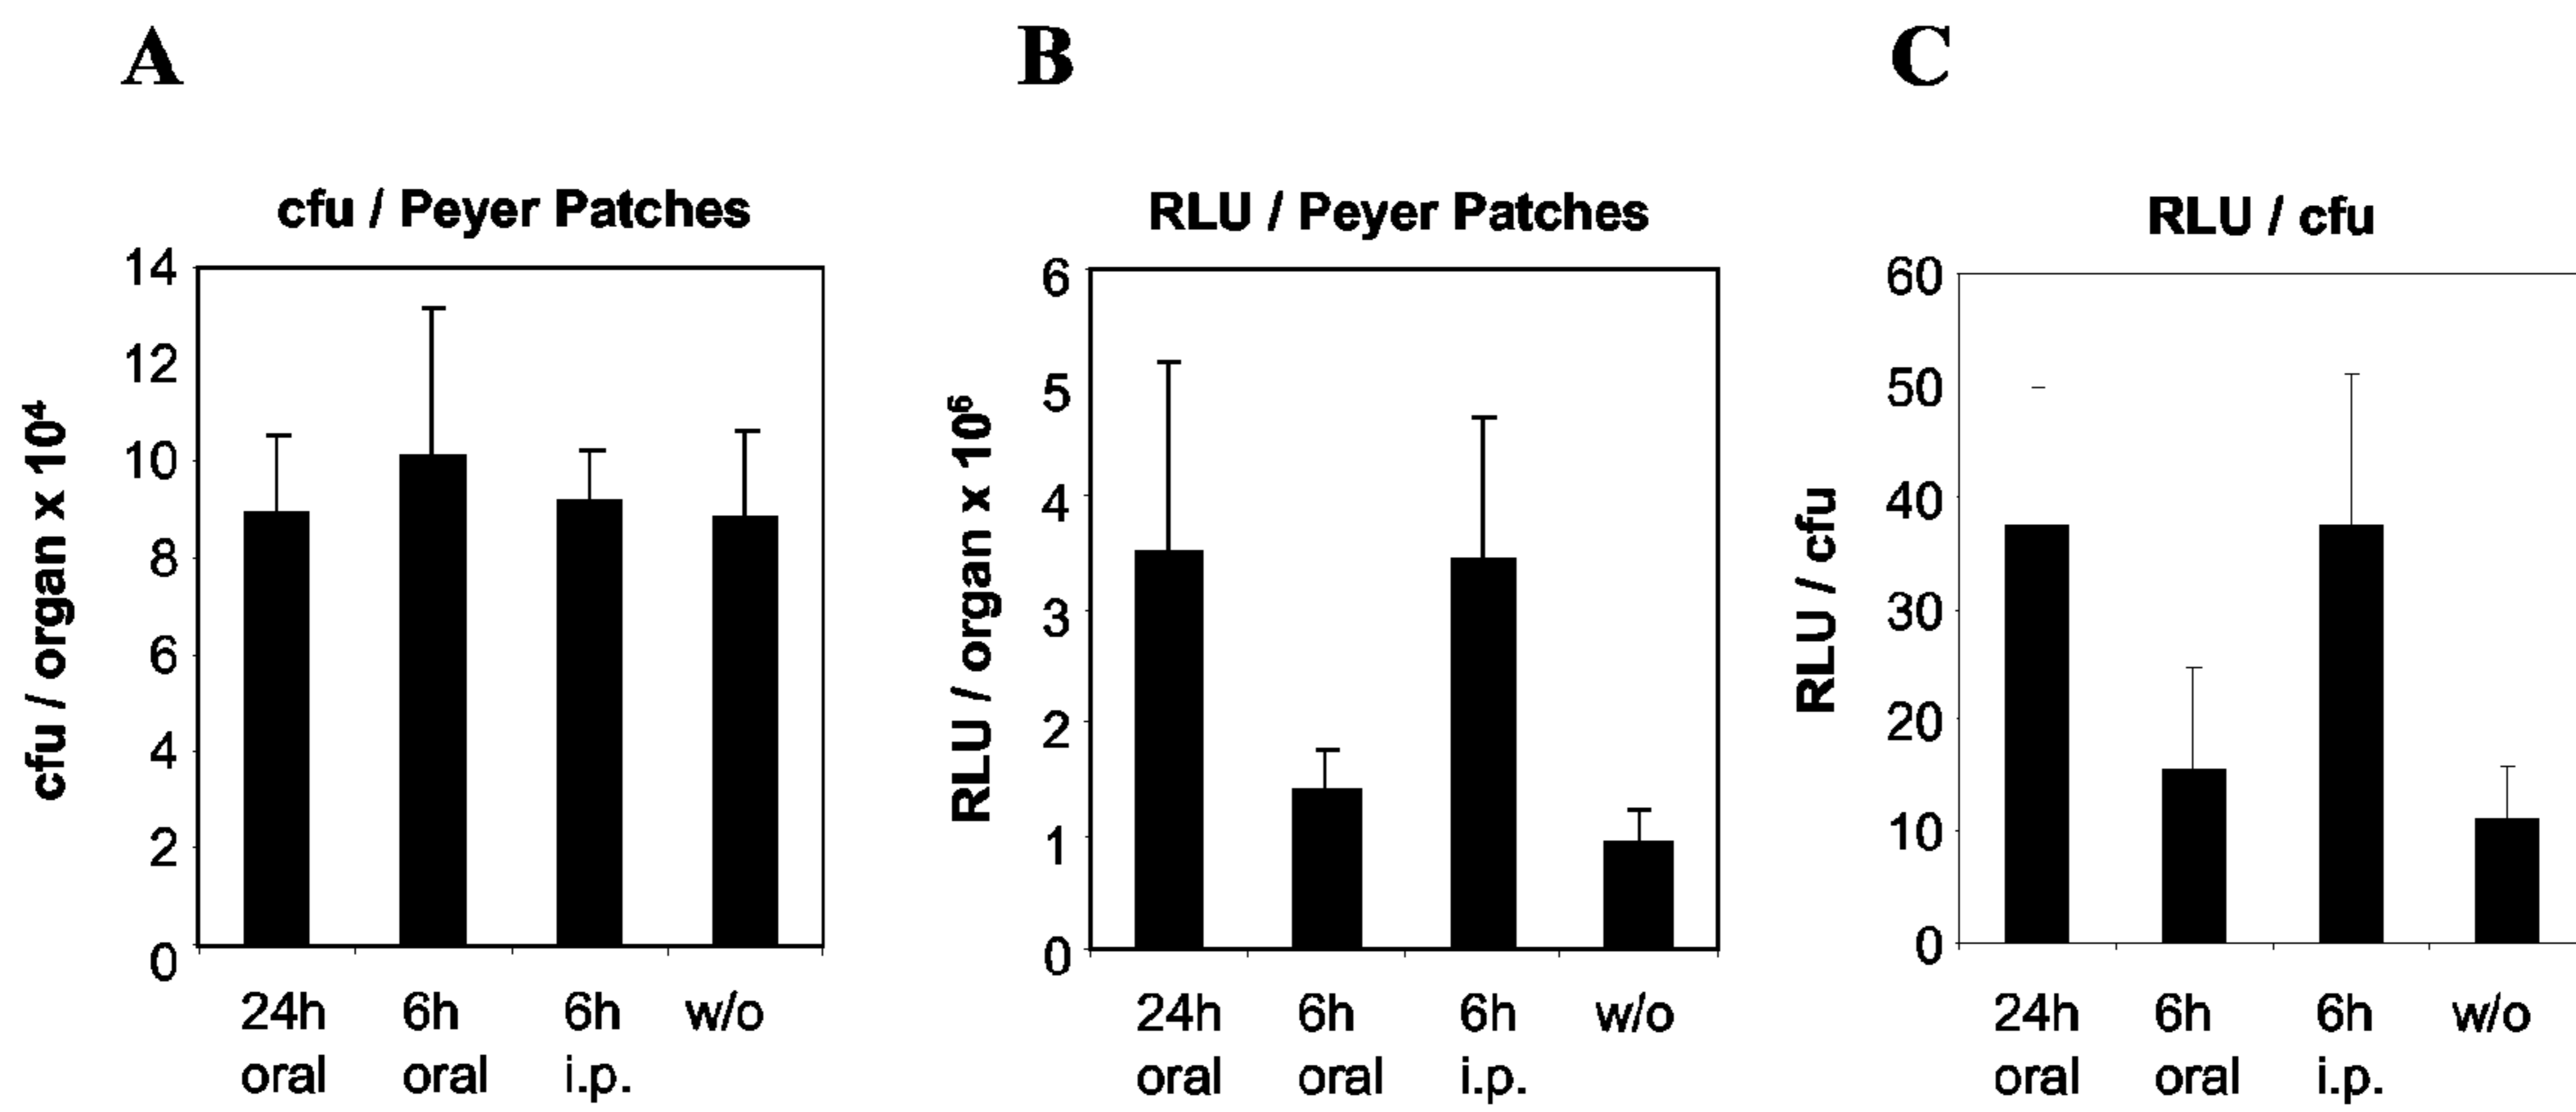 A
cfu / Peyer Patches
cfu / organ x 10⁴
14
12
10
8
6
4
2
0
24h 6h 6h w/o
oral oral i.p.
B
RLU / Peyer Patches
RLU / organ x 10⁶
6
5
4
3
2
1
0
24h 6h 6h w/o
oral oral i.p.
C
RLU / cfu
RLU / cfu
60
50
40
30
20
10
0
24h 6h 6h w/o
oral oral i.p.